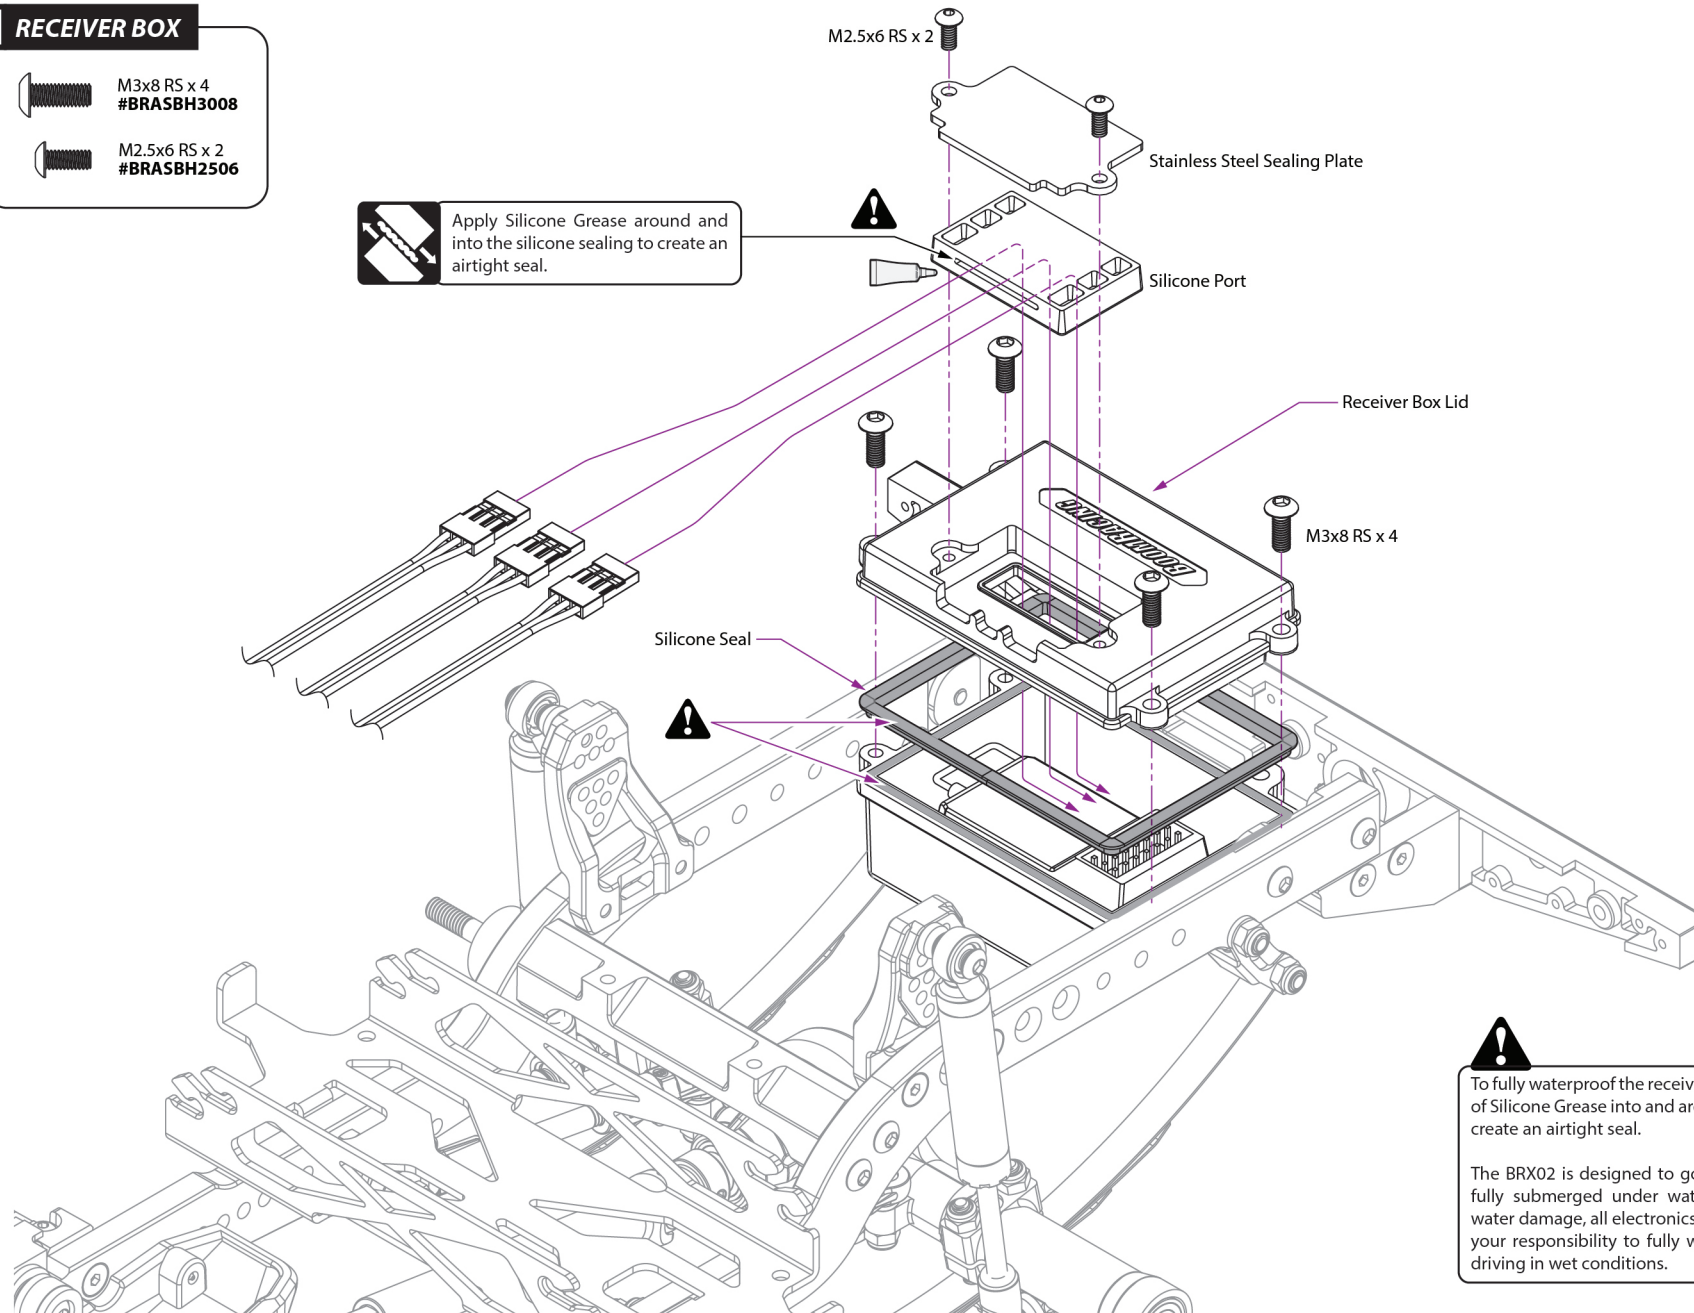 RECEIVER BOX
M3x8 RS x 4
#BRASBH3008
M2.5x6 RS x 2
#BRASBH2506
M2.5x6 RS x 2
Stainless Steel Sealing Plate
Apply Silicone Grease around and
into the silicone sealing to create an
airtight seal.
Silicone Port
Receiver Box Lid
BOOM RACING
M3x8 RS x 4
Silicone Seal
To fully waterproof the
of Silicone Grease into and
create an airtight seal.
The BRX02 is designed to
fully submerged under
water damage, all electronics
your responsibility to fully
driving in wet conditions.